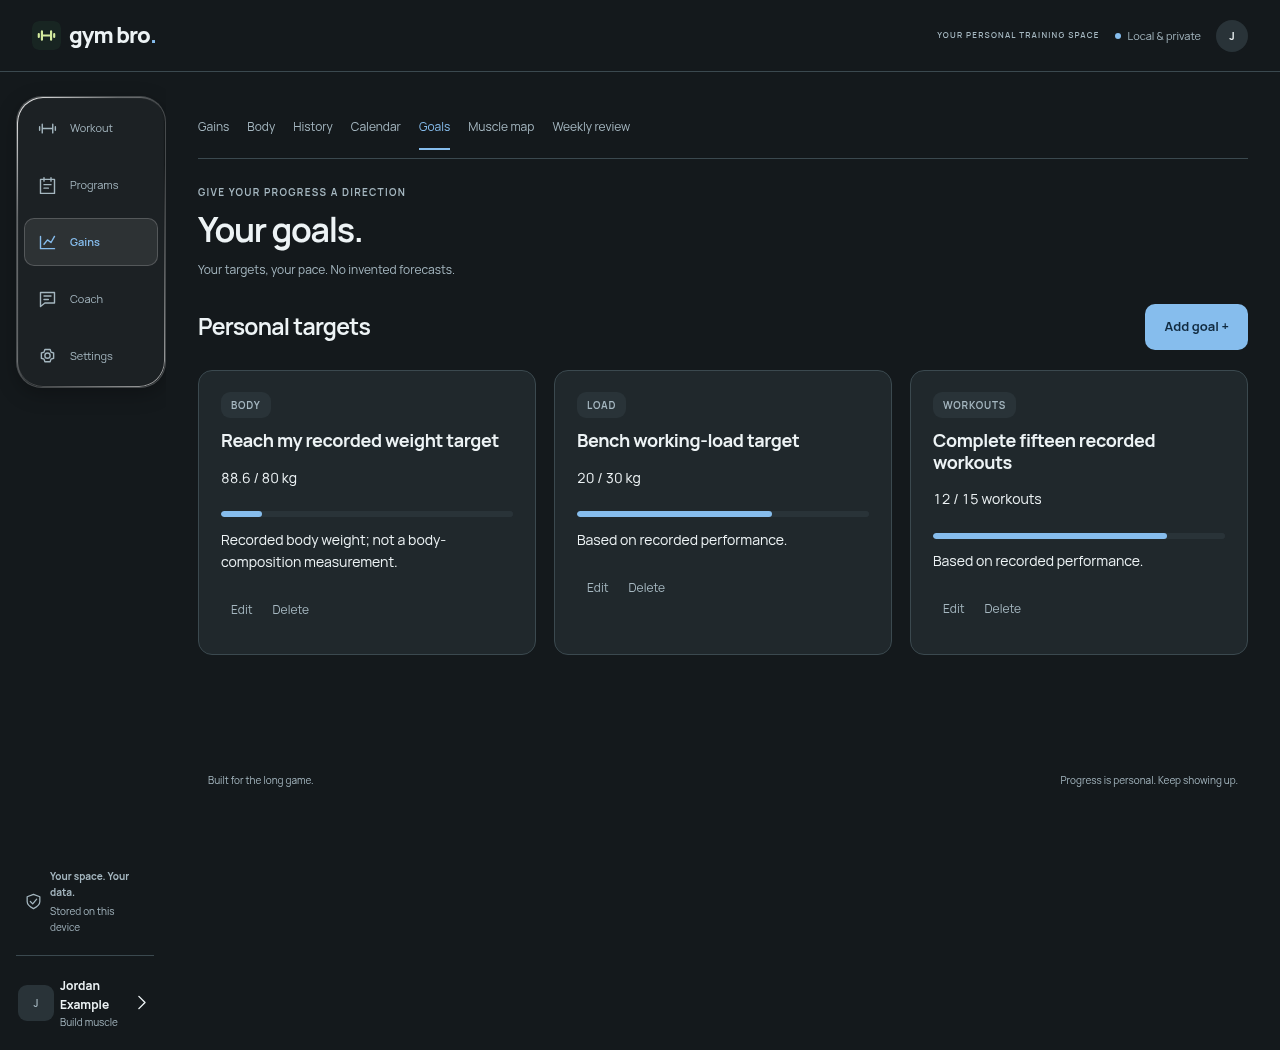 gym bro.
YOUR PERSONAL TRAINING SPACE
Local & private
J
Workout
Programs
Gains
Coach
Settings
Gains
Body
History
Calendar
Goals
Muscle map
Weekly review
GIVE YOUR PROGRESS A DIRECTION
Your goals.
Your targets, your pace. No invented forecasts.
Personal targets
Add goal +
BODY
Reach my recorded weight target
88.6 / 80 kg
Recorded body weight; not a body-
composition measurement.
Edit
Delete
LOAD
Bench working-load target
20 / 30 kg
Based on recorded performance.
Edit
Delete
WORKOUTS
Complete fifteen recorded
workouts
12 / 15 workouts
Based on recorded performance.
Edit
Delete
Built for the long game.
Progress is personal. Keep showing up.
Your space. Your
data.
Stored on this
device
J
Jordan
Example
Build muscle